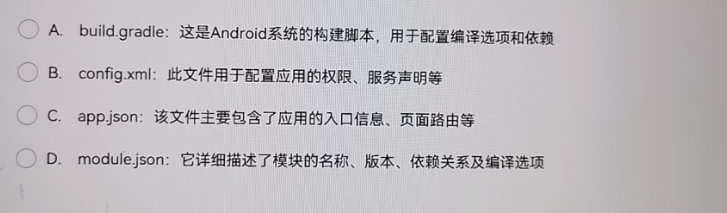 A. build.gradle：这是Android系统的构建脚本，用于配置编译选项和依赖
B. config.xml：此文件用于配置应用的权限、服务声明等
C. app.json：该文件主要包含了应用的入口信息、页面路由等
D. module.json：它详细描述了模块的名称、版本、依赖关系及编译选项